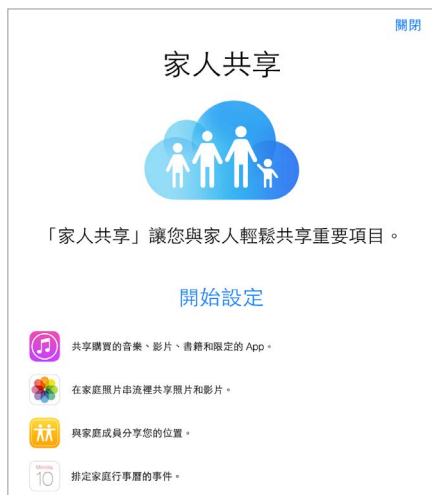 關閉
家人共享
「家人共享」讓您與家人輕鬆共享重要項目。
開始設定
共享購買的音樂、影片、書籍和限定的 App。
在家庭照片串流裡共享照片和影片。
與家庭成員分享您的位置。
Monday
10
排定家庭行事曆的事件。